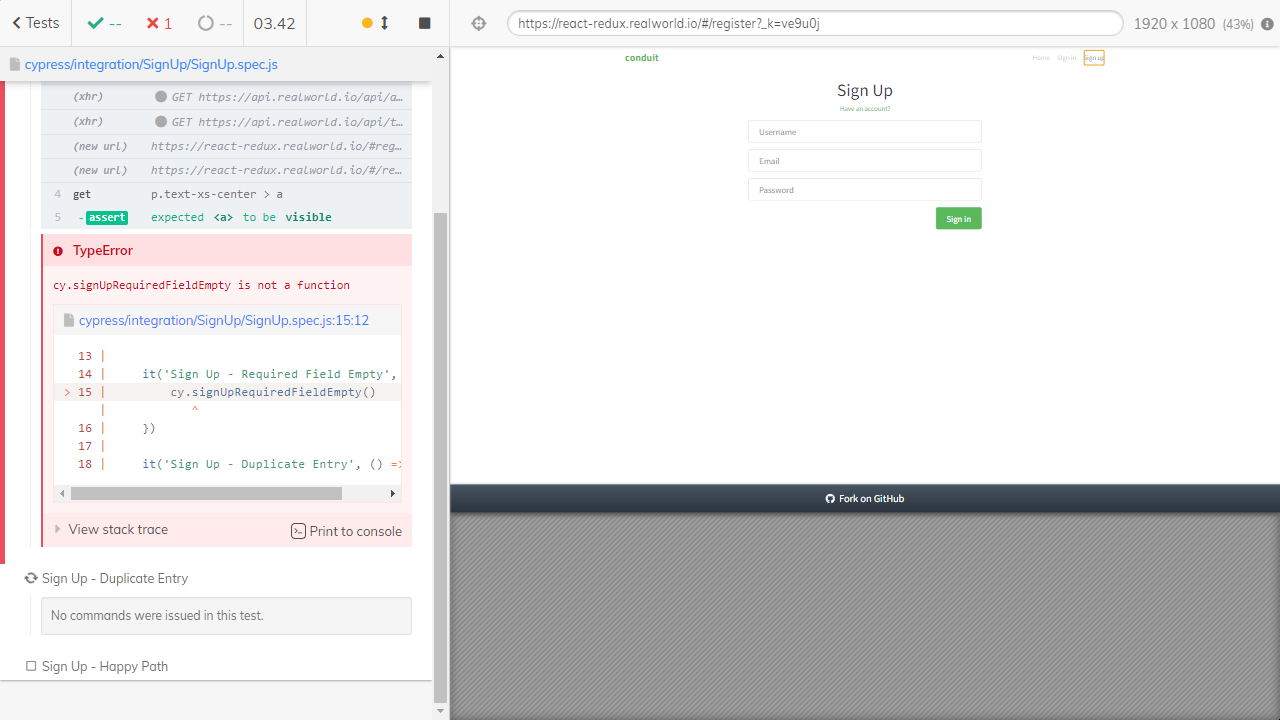 Tests
--
1
--
03.42
https://react-redux.realworld.io/#/register?_k=ve9u0j
1920 x 1080 (43%)
cypress/integration/SignUp/SignUp.spec.js
(xhr) GET https://api.realworld.io/api/a…
(xhr) GET https://api.realworld.io/api/t…
(new url) https://react-redux.realworld.io/#reg…
(new url) https://react-redux.realworld.io/#/re…
4 get p.text-xs-center > a
5 -assert expected <a> to be visible
TypeError
cy.signUpRequiredFieldEmpty is not a function
cypress/integration/SignUp/SignUp.spec.js:15:12
13 |
14 | it('Sign Up - Required Field Empty',
> 15 | cy.signUpRequiredFieldEmpty()
| ^
16 | })
17 |
18 | it('Sign Up - Duplicate Entry', () =>
View stack trace
Print to console
Sign Up - Duplicate Entry
No commands were issued in this test.
Sign Up - Happy Path
conduit
Home Sign in Sign up
Sign Up
Have an account?
Username
Email
Password
Sign in
Fork on GitHub